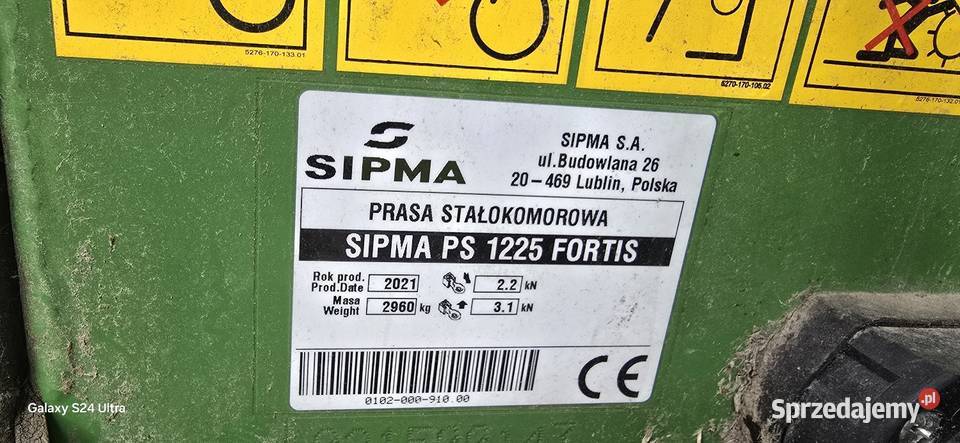 5276-170-133.01
5270-170-106.02
5276-170-132.01
SIPMA
SIPMA S.A.
ul.Budowlana 26
20-469 Lublin, Polska
PRASA STAŁOKOMOROWA
SIPMA PS 1225 FORTIS
Rok prod.
Prod.Date 2021 2.2 kN
Masa
Weight 2960 kg 3.1 kN
0102-000-910.00
CE
Galaxy S24 Ultra
Sprzedajemy.pl